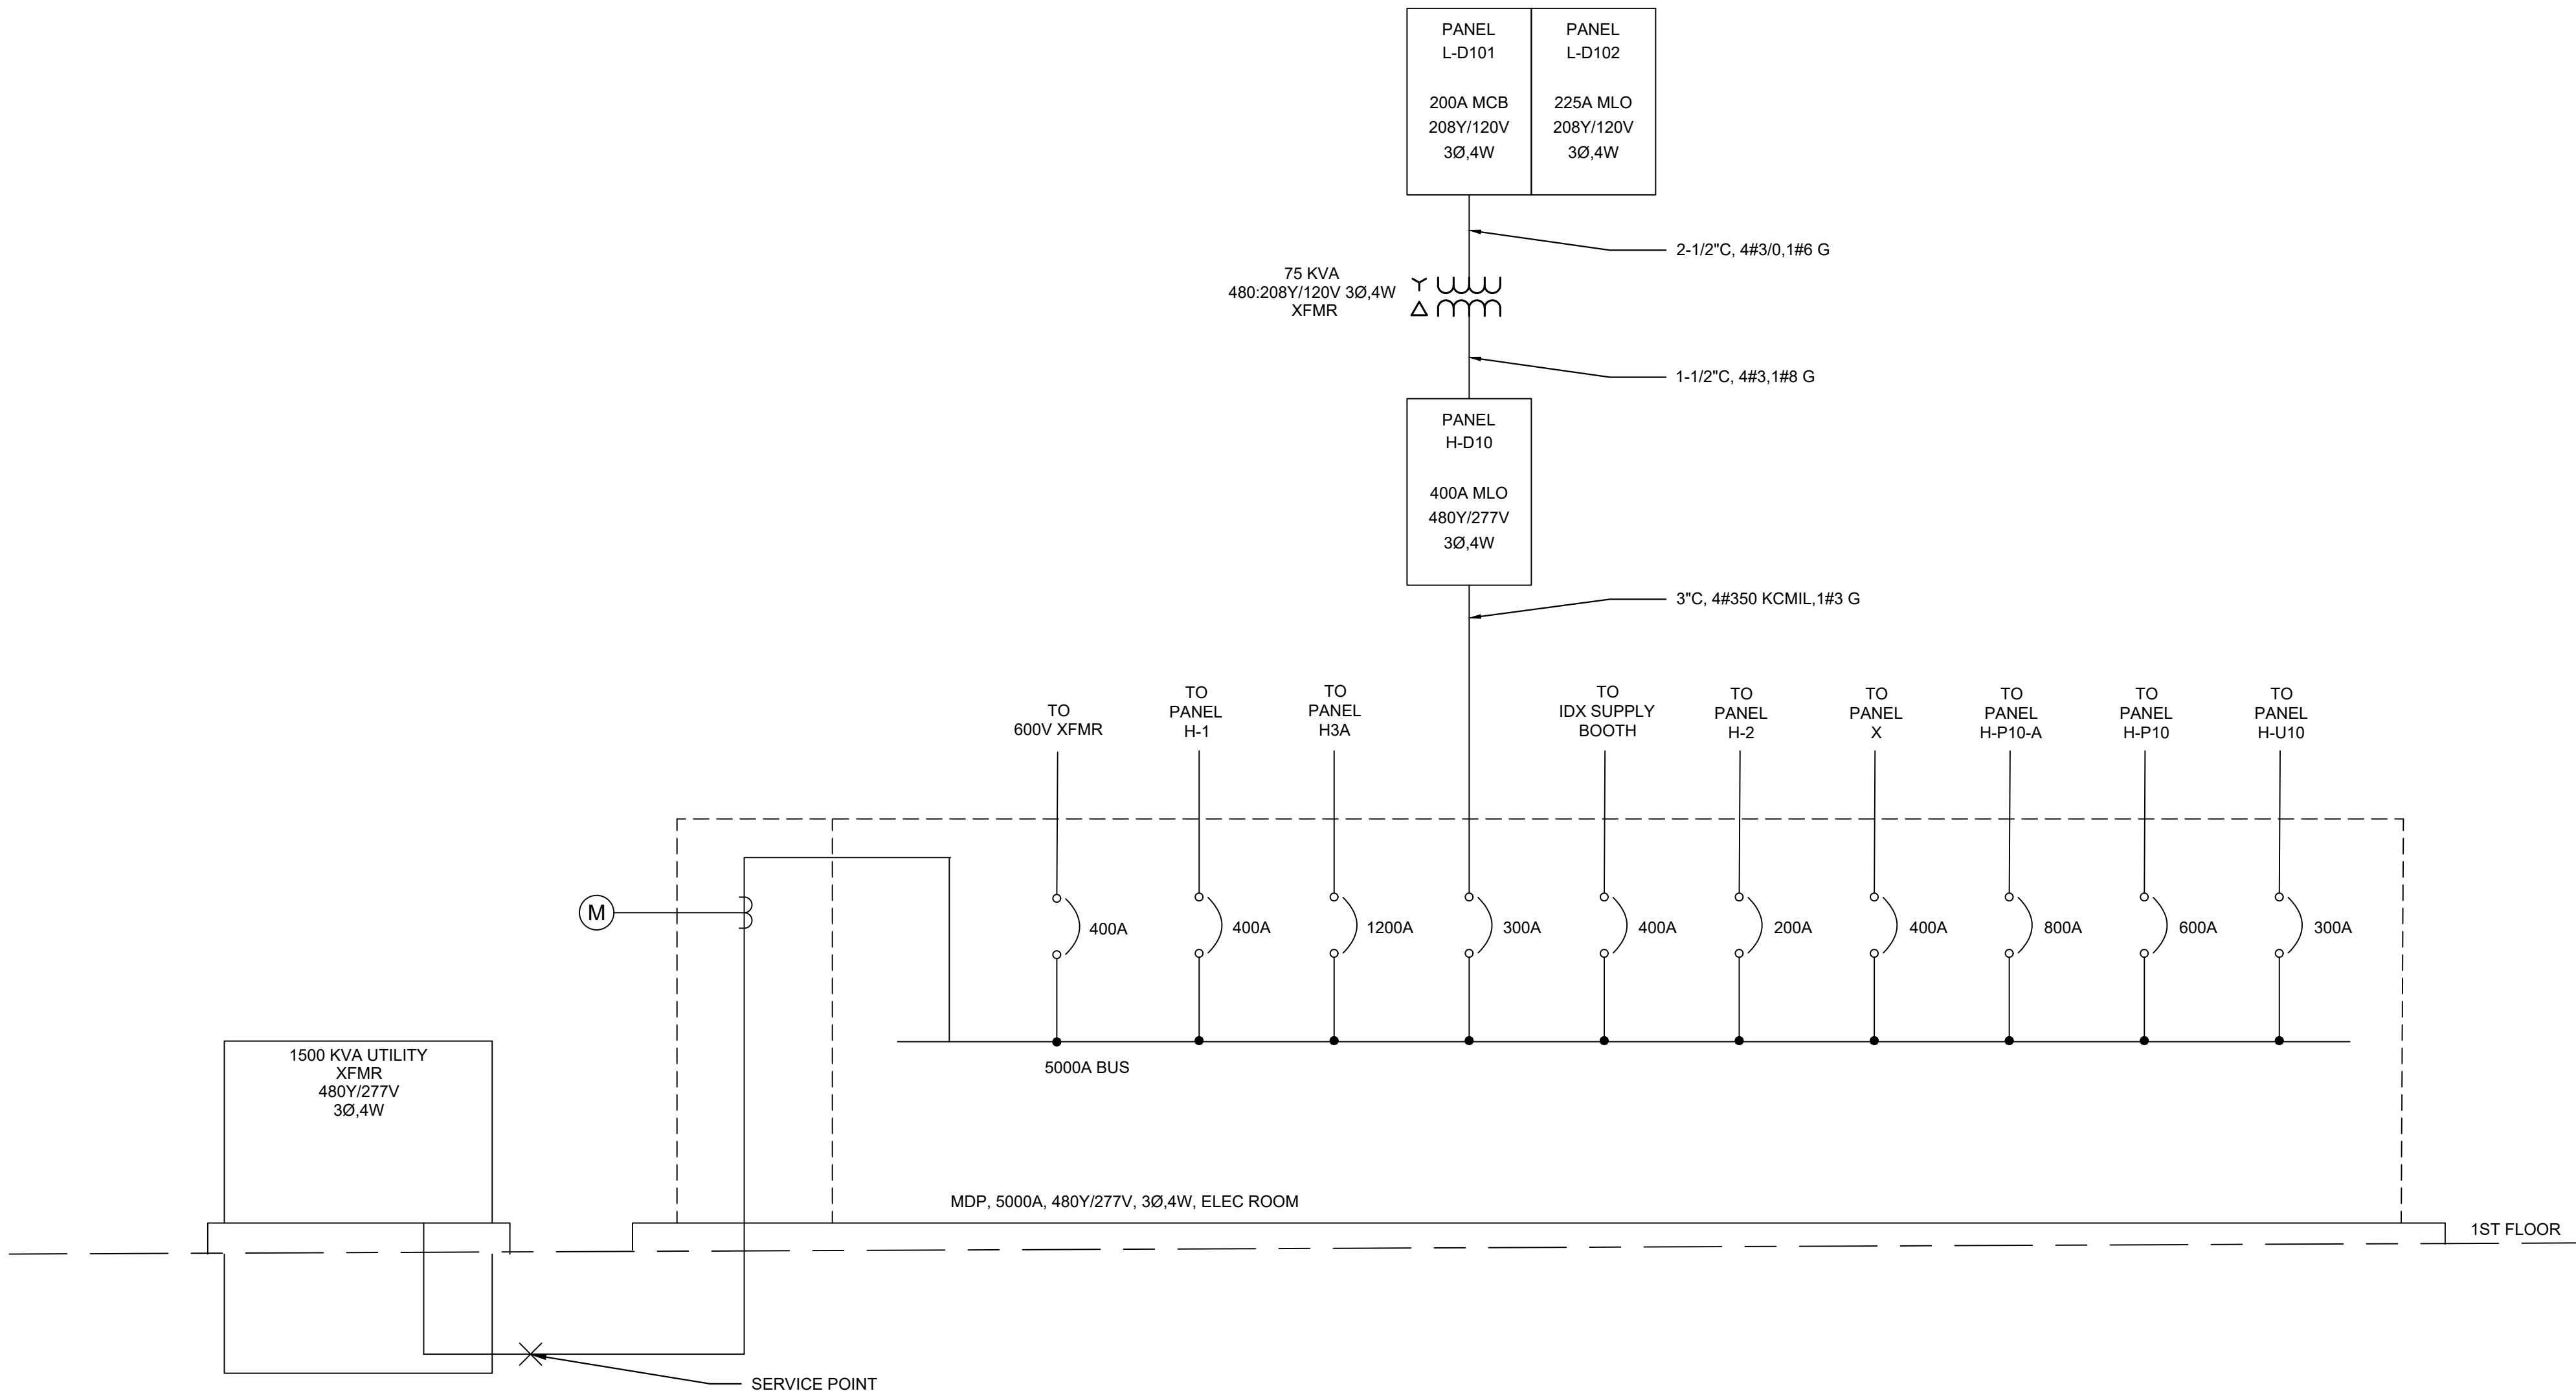 PANEL
L-D101
200A MCB
208Y/120V
3Ø,4W
PANEL
L-D102
225A MLO
208Y/120V
3Ø,4W
2-1/2"C, 4#3/0,1#6 G
75 KVA
480:208Y/120V 3Ø,4W
XFMR
1-1/2"C, 4#3,1#8 G
PANEL
H-D10
400A MLO
480Y/277V
3Ø,4W
3"C, 4#350 KCMIL,1#3 G
TO
600V XFMR
TO
PANEL
H-1
TO
PANEL
H3A
TO
IDX SUPPLY
BOOTH
TO
PANEL
H-2
TO
PANEL
X
TO
PANEL
H-P10-A
TO
PANEL
H-P10
TO
PANEL
H-U10
M
400A
400A
1200A
300A
400A
200A
400A
800A
600A
300A
5000A BUS
1500 KVA UTILITY
XFMR
480Y/277V
3Ø,4W
MDP, 5000A, 480Y/277V, 3Ø,4W, ELEC ROOM
1ST FLOOR
SERVICE POINT